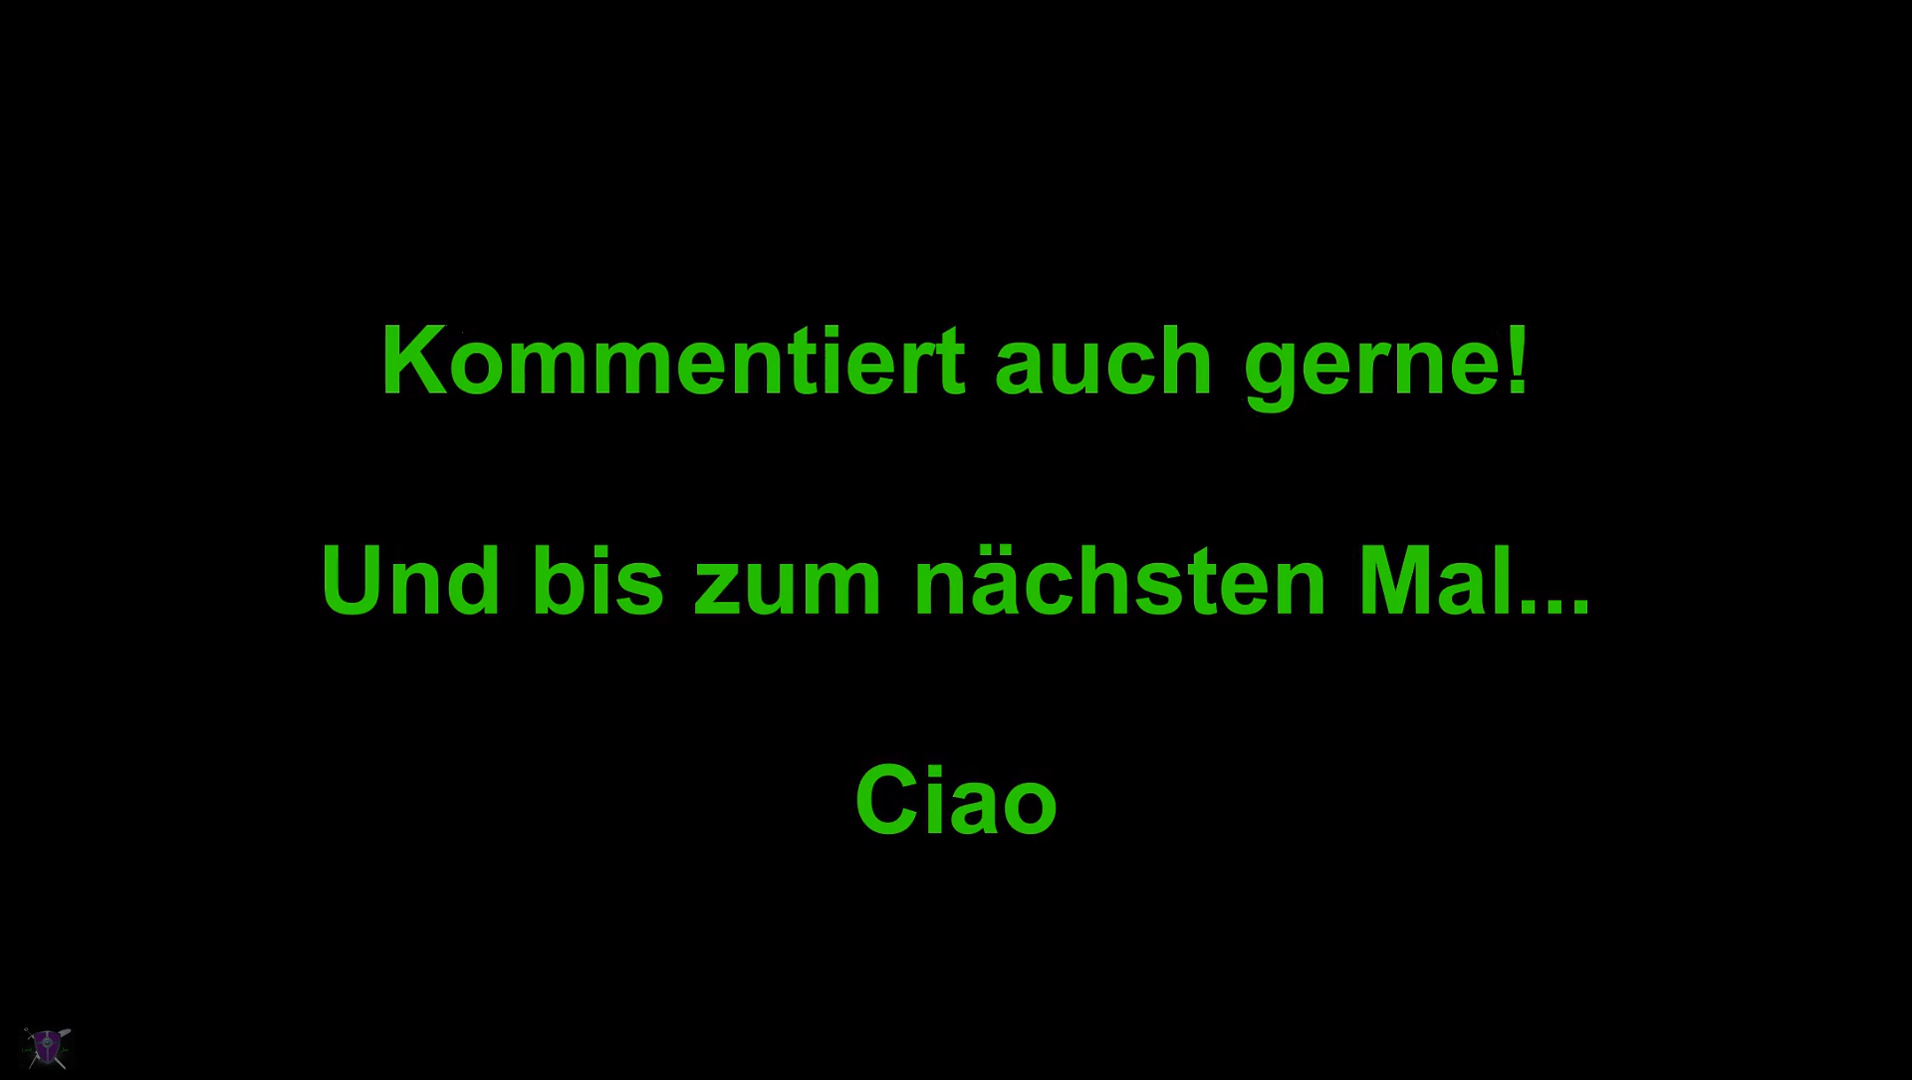 Kommentiert auch gerne!
Und bis zum nächsten Mal...
Ciao